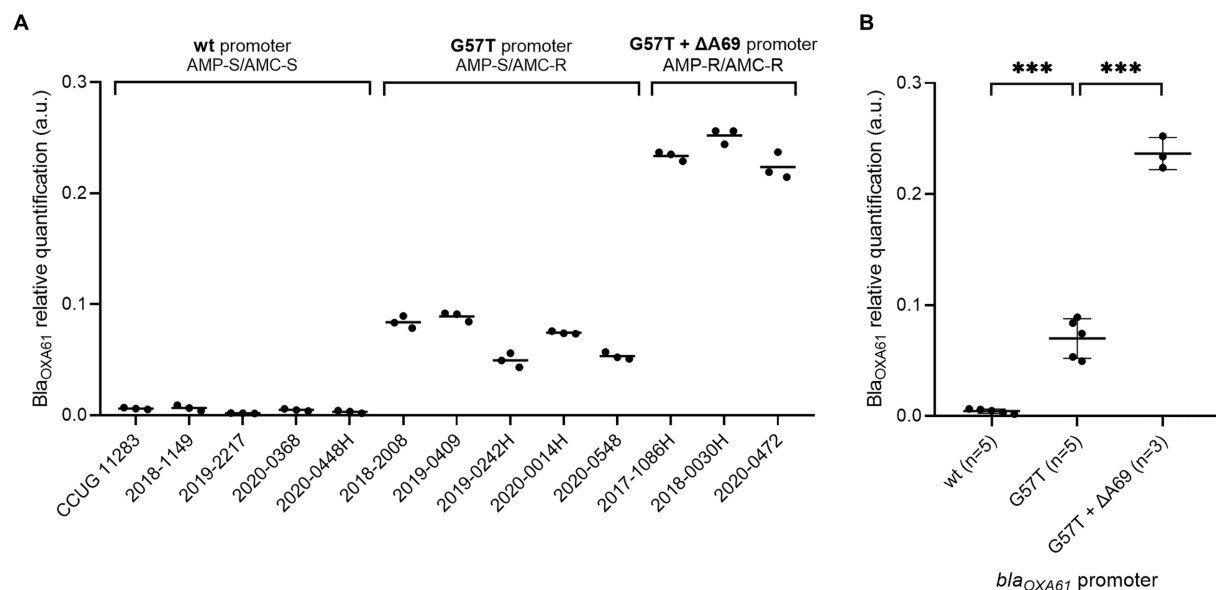 A
wt promoter
AMP-S/AMC-S
G57T promoter
AMP-S/AMC-R
G57T + ΔA69 promoter
AMP-R/AMC-R
Bla_OXA61 relative quantification (a.u.)
0.3
0.2
0.1
0.0
CCUG 11283
2018-1149
2019-2217
2020-0368
2020-0448H
2018-2008
2019-0409
2019-0242H
2020-0014H
2020-0548
2017-1086H
2018-0030H
2020-0472
B
*** ***
Bla_OXA61 relative quantification (a.u.)
0.3
0.2
0.1
0.0
wt (n=5)
G57T (n=5)
G57T + ΔA69 (n=3)
bla_OXA61 promoter